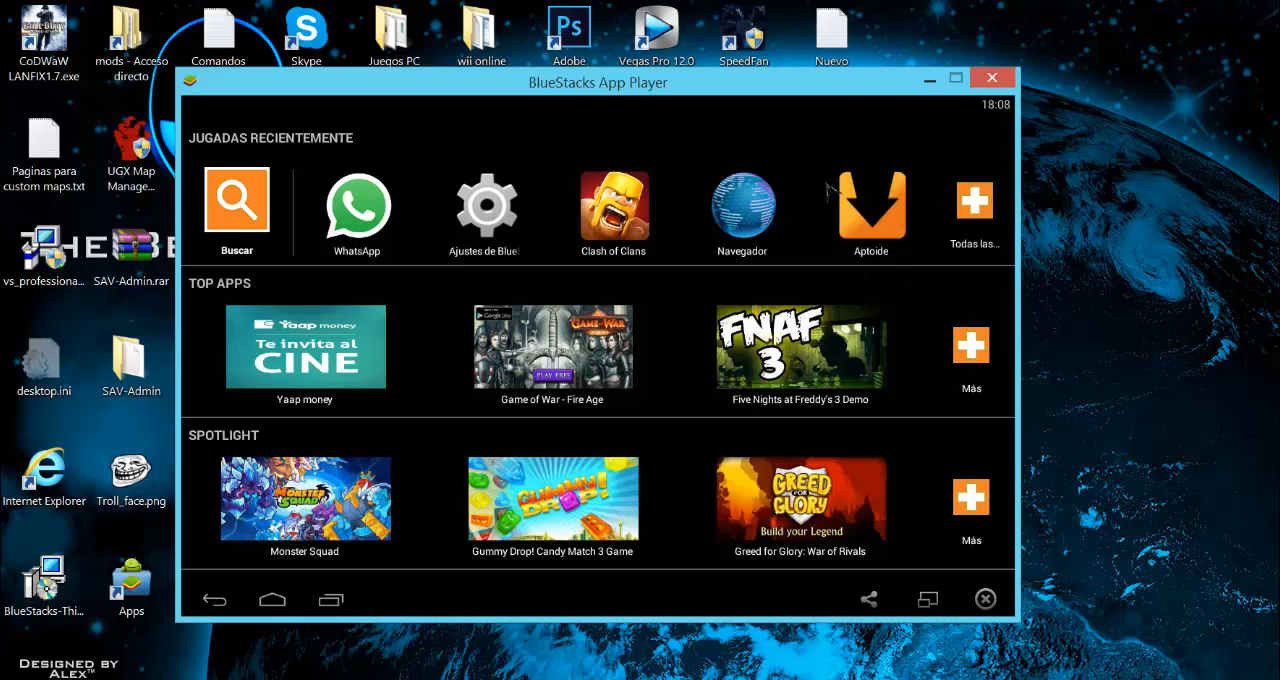 CoDWaW
LANFIX1.7.exe
mods - Acceso
directo
Comandos
Skype
Juegos PC
wii online
Adobe
Vegas Pro 12.0
SpeedFan
Nuevo
Ps
BlueStacks App Player
18:08
Paginas para
custom maps.txt
UGX Map
Manage...
vs_professiona...
SAV-Admin.rar
desktop.ini
SAV-Admin
Internet Explorer
Troll_face.png
BlueStacks-Thi...
Apps
DESIGNED BY
ALEX™
JUGADAS RECIENTEMENTE
Buscar
WhatsApp
Ajustes de Blue
Clash of Clans
Navegador
Aptoide
Todas las...
TOP APPS
Yaap money
Te invita al
CINE
Yaap money
Google play
GAME OF WAR
PLAY FREE
Game of War - Fire Age
FNAF
3
Five Nights at Freddy's 3 Demo
Más
SPOTLIGHT
MONSTER
SQUAD
Monster Squad
GUMMY
DROP!
Gummy Drop! Candy Match 3 Game
GREED
FOR
GLORY
Build your Legend
Greed for Glory: War of Rivals
Más